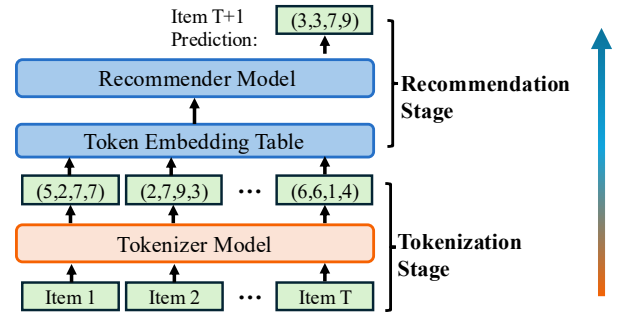 Item T+1
Prediction:
(3,3,7,9)
Recommender Model
Recommendation
Stage
Token Embedding Table
(5,2,7,7) (2,7,9,3) ... (6,6,1,4)
Tokenizer Model
Tokenization
Stage
Item 1 Item 2 ... Item T